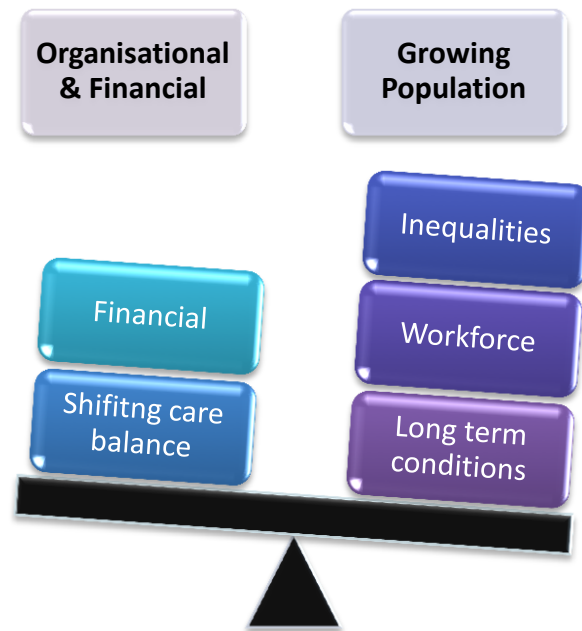 Organisational
& Financial
Growing
Population
Financial
Shifitng care
balance
Inequalities
Workforce
Long term
conditions